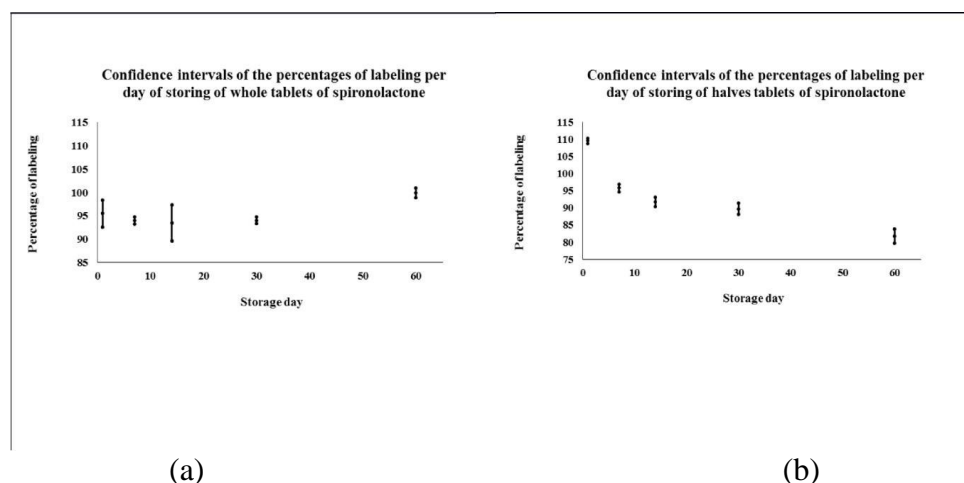 Confidence intervals of the percentages of labeling per
day of storing of whole tablets of spironolactone
Percentage of labeling
115
110
105
100
95
90
85
0 10 20 30 40 50 60
Storage day
(a)
Confidence intervals of the percentages of labeling per
day of storing of halves tablets of spironolactone
Percentage of labeling
115
110
105
100
95
90
85
80
75
0 10 20 30 40 50 60
Storage day
(b)